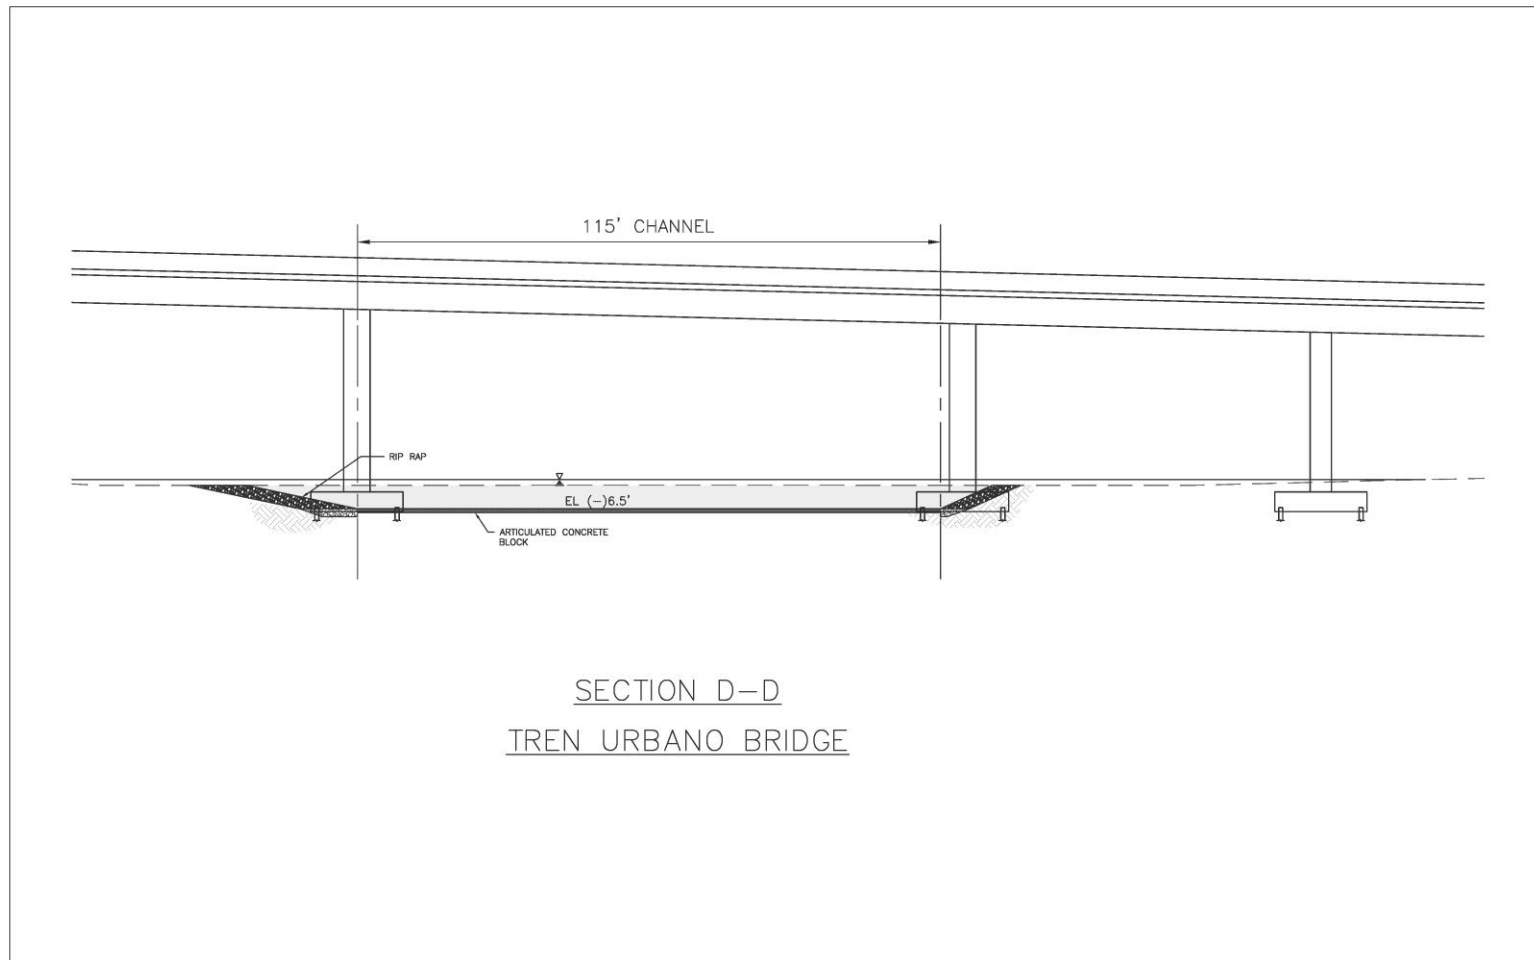 115' CHANNEL
RIP RAP
EL (-)6.5'
ARTICULATED CONCRETE
BLOCK
SECTION D-D
TREN URBANO BRIDGE